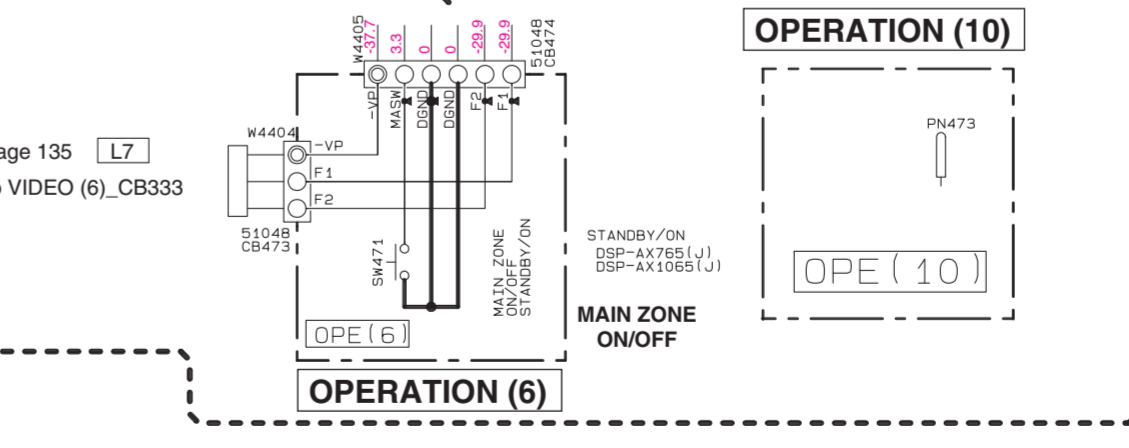 OPERATION (10)
W4405
-37.7
3.3
0
0
-29.9
-29.9
51048
CB474
-VP
MASW
DGND
DGND
F2
F1
W4404
-VP
F1
F2
51048
CB473
age 135 L7
VIDEO (6)_CB333
SW471
MAIN ZONE
ON/OFF
STANDBY/ON
OPE(6)
STANDBY/ON
DSP-AX765(J)
DSP-AX1065(J)
MAIN ZONE
ON/OFF
OPERATION (6)
PN473
OPE(10)